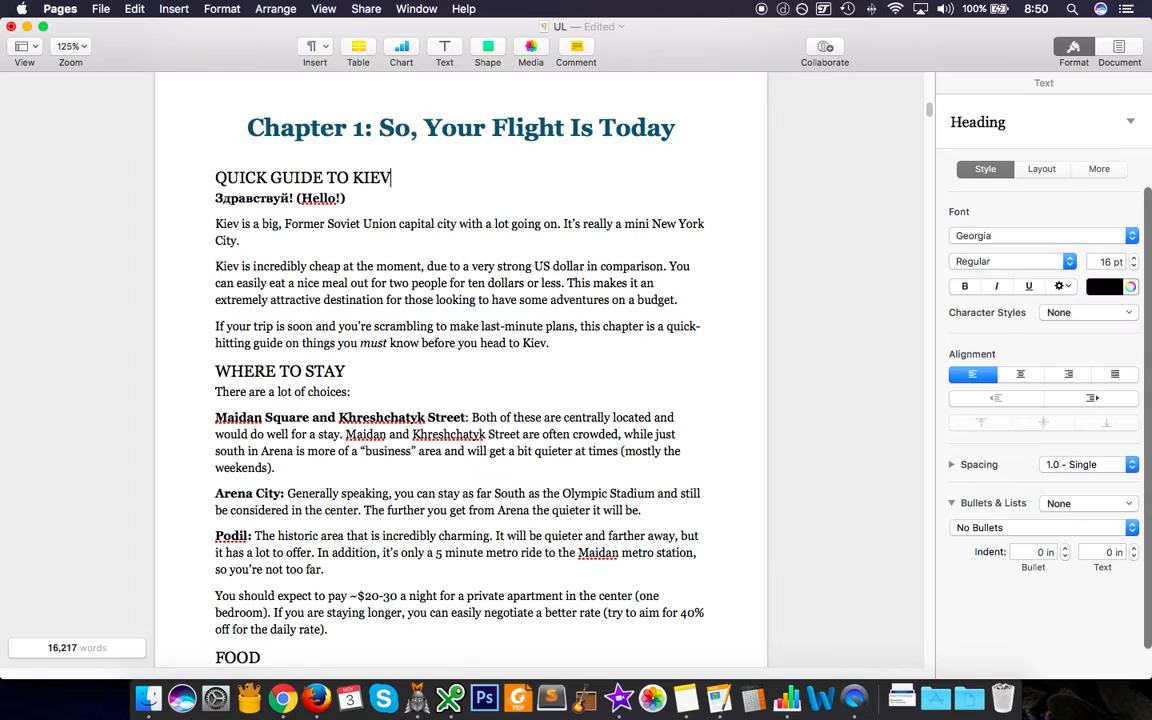 Pages File Edit Insert Format Arrange View Share Window Help 100% 8:50
UL — Edited
125%
View Zoom Insert Table Chart Text Shape Media Comment Collaborate Format Document
Text
Chapter 1: So, Your Flight Is Today
QUICK GUIDE TO KIEV
Здравствуй! (Hello!)
Kiev is a big, Former Soviet Union capital city with a lot going on. It’s really a mini New York
City.
Kiev is incredibly cheap at the moment, due to a very strong US dollar in comparison. You
can easily eat a nice meal out for two people for ten dollars or less. This makes it an
extremely attractive destination for those looking to have some adventures on a budget.
If your trip is soon and you’re scrambling to make last-minute plans, this chapter is a quick-
hitting guide on things you must know before you head to Kiev.
WHERE TO STAY
There are a lot of choices:
Maidan Square and Khreshchatyk Street: Both of these are centrally located and
would do well for a stay. Maidan and Khreshchatyk Street are often crowded, while just
south in Arena is more of a “business” area and will get a bit quieter at times (mostly the
weekends).
Arena City: Generally speaking, you can stay as far South as the Olympic Stadium and still
be considered in the center. The further you get from Arena the quieter it will be.
Podil: The historic area that is incredibly charming. It will be quieter and farther away, but
it has a lot to offer. In addition, it’s only a 5 minute metro ride to the Maidan metro station,
so you’re not too far.
You should expect to pay ~$20-30 a night for a private apartment in the center (one
bedroom). If you are staying longer, you can easily negotiate a better rate (try to aim for 40%
off for the daily rate).
FOOD
16,217 words
Heading
Style Layout More
Font
Georgia
Regular 16 pt
B I U
Character Styles None
Alignment
Spacing 1.0 - Single
Bullets & Lists None
No Bullets
Indent: 0 in 0 in
Bullet Text
NOV
3
Ps
PDF
S
W